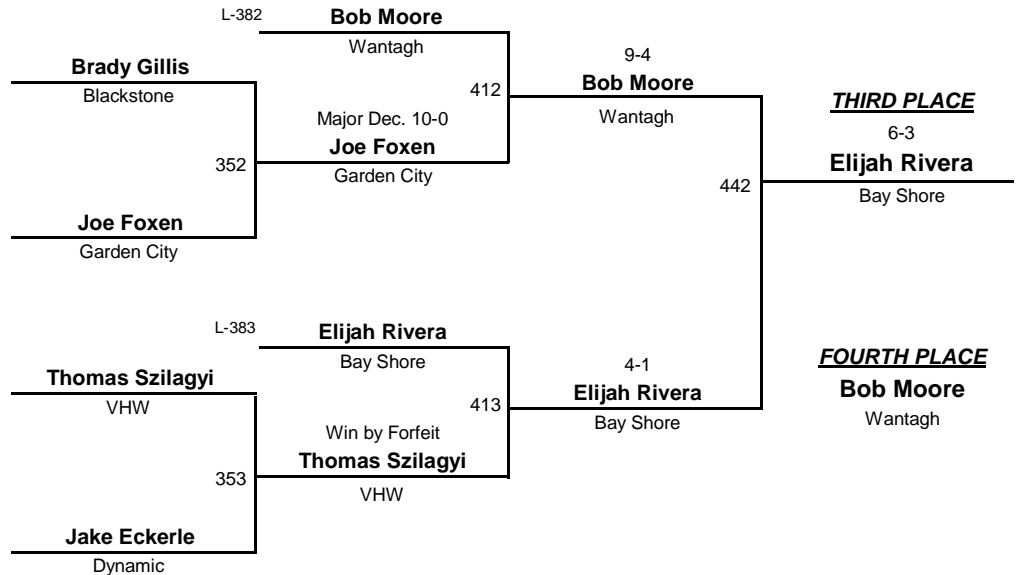 L-382
Bob Moore
Wantagh
Brady Gillis
Blackstone
9-4
Bob Moore
Wantagh
412
THIRD PLACE
6-3
Elijah Rivera
Bay Shore
Major Dec. 10-0
Joe Foxen
Garden City
352
442
Joe Foxen
Garden City
L-383
Elijah Rivera
Bay Shore
Thomas Szilagyi
VHW
4-1
Elijah Rivera
Bay Shore
413
FOURTH PLACE
Bob Moore
Wantagh
Win by Forfeit
Thomas Szilagyi
VHW
353
Jake Eckerle
Dynamic